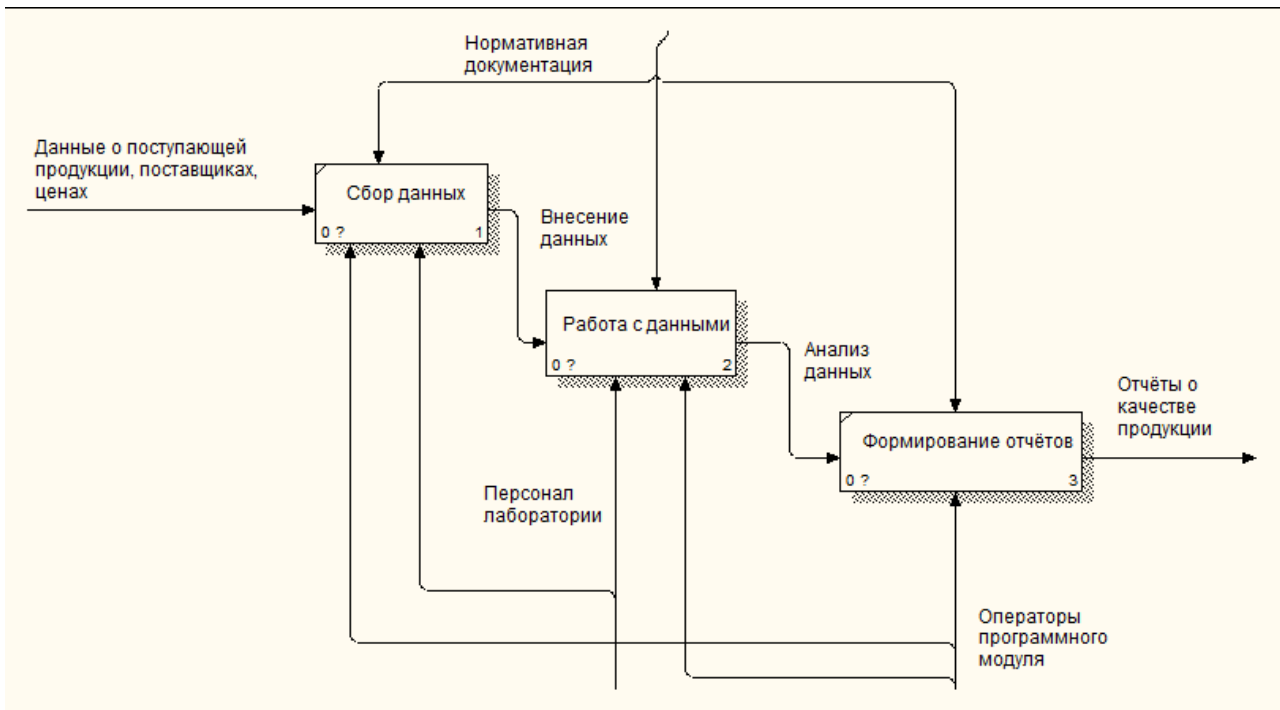 Нормативная
документация
Данные о поступающей
продукции, поставщиках,
ценах
Сбор данных
0 ?
1
Внесение
данных
Работа с данными
0 ?
2
Анализ
данных
Отчёты о
качестве
продукции
Формирование отчётов
0 ?
3
Персонал
лаборатории
Операторы
программного
модуля